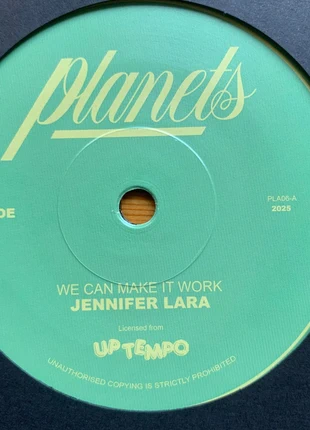 planets
DE
PLA06-A
2025
WE CAN MAKE IT WORK
JENNIFER LARA
Licensed from
UP TEMPO
UNAUTHORISED COPYING IS STRICTLY PROHIBITED